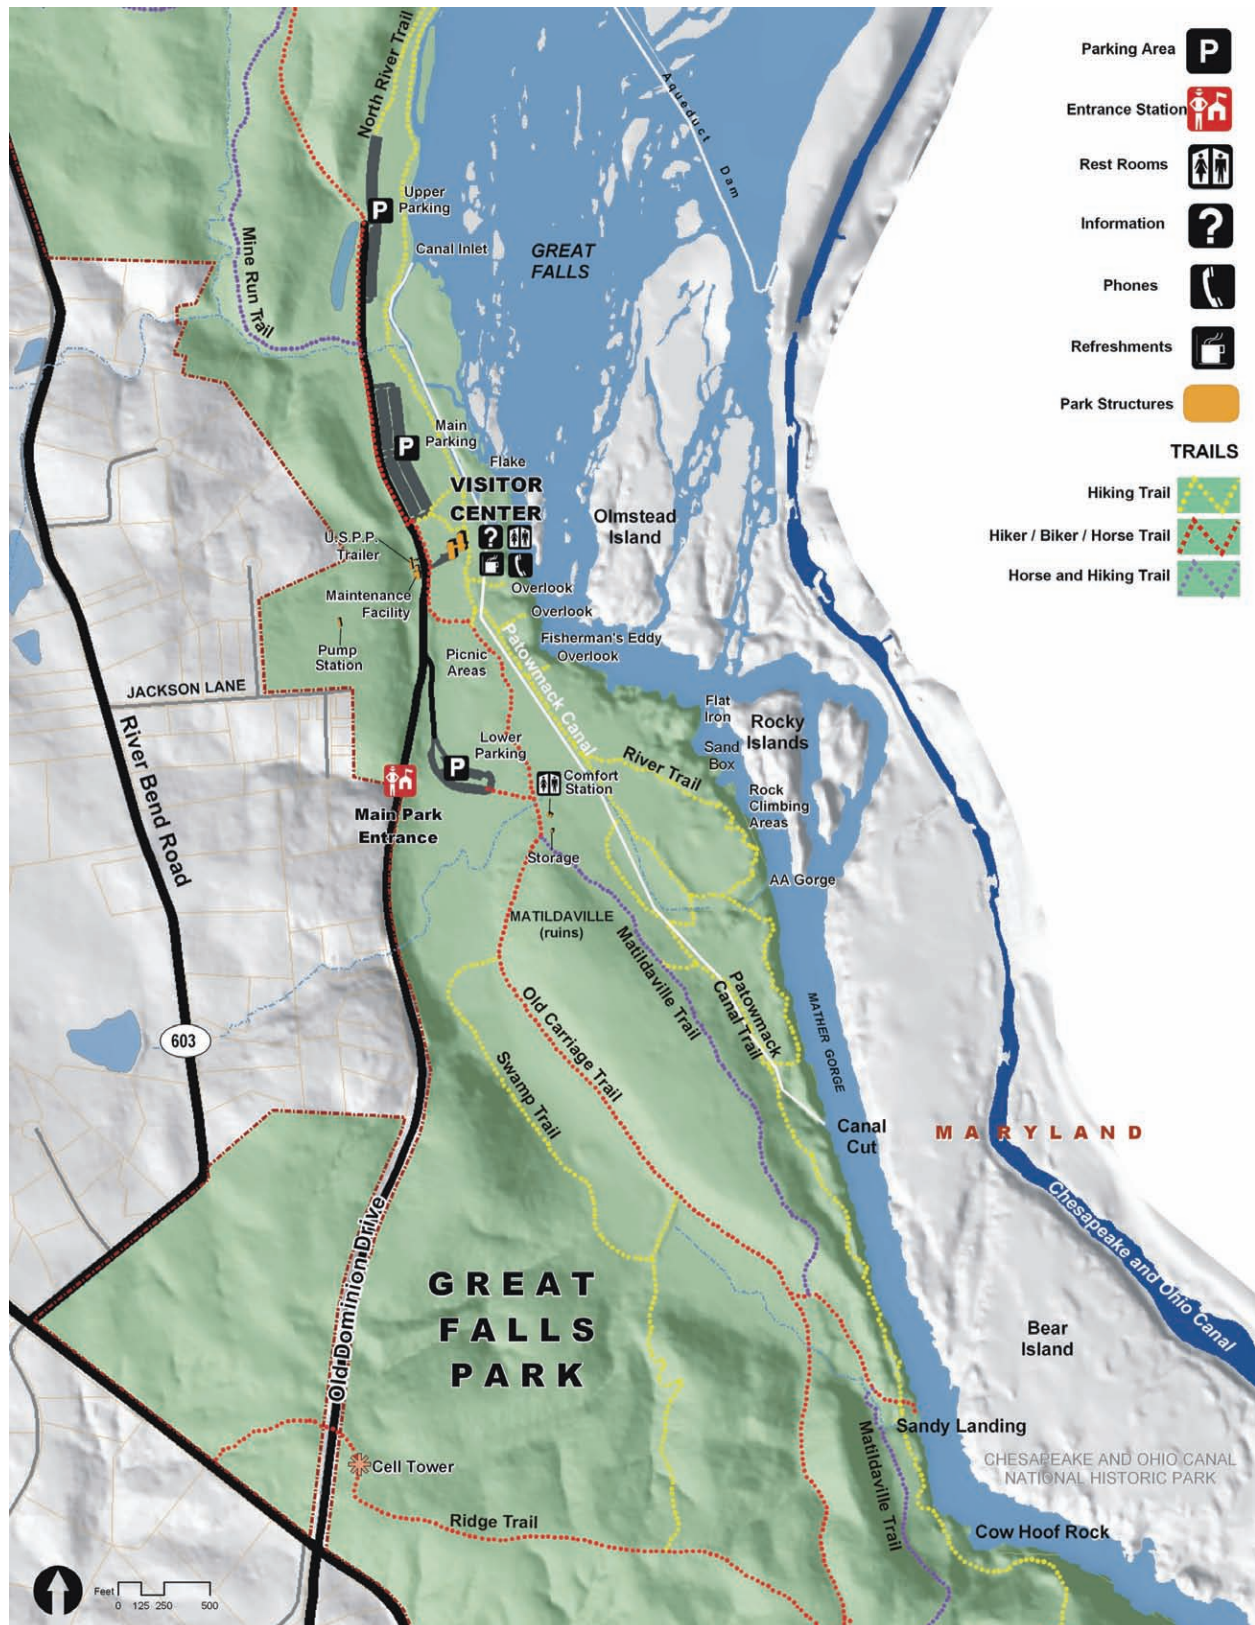 North River Trail
Aqueduct Dam
Parking Area
P
Entrance Station
Rest Rooms
Information
?
Phones
Refreshments
Park Structures
TRAILS
Hiking Trail
Hiker / Biker / Horse Trail
Horse and Hiking Trail
Upper
Parking
P
Canal Inlet
GREAT
FALLS
Mine Run Trail
Main
Parking
P
Flake
VISITOR
CENTER
?
Olmstead
Island
U.S.P.P.
Trailer
Maintenance
Facility
Overlook
Overlook
Fisherman's Eddy
Overlook
Pump
Station
Picnic
Areas
Patowmack Canal
JACKSON LANE
River Bend Road
Flat
Iron
Rocky
Islands
Sand
Box
Lower
Parking
P
River Trail
Comfort
Station
Rock
Climbing
Areas
Main Park
Entrance
Storage
AA Gorge
MATILDAVILLE
(ruins)
Matildaville Trail
Patowmack
Canal Trail
MATHER GORGE
Old Carriage Trail
Swamp Trail
603
Canal
Cut
MARYLAND
Chesapeake and Ohio Canal
Old Dominion Drive
GREAT
FALLS
PARK
Bear
Island
Sandy Landing
Matildaville Trail
CHESAPEAKE AND OHIO CANAL
NATIONAL HISTORIC PARK
Cell Tower
Ridge Trail
Cow Hoof Rock
Feet
0 125 250 500